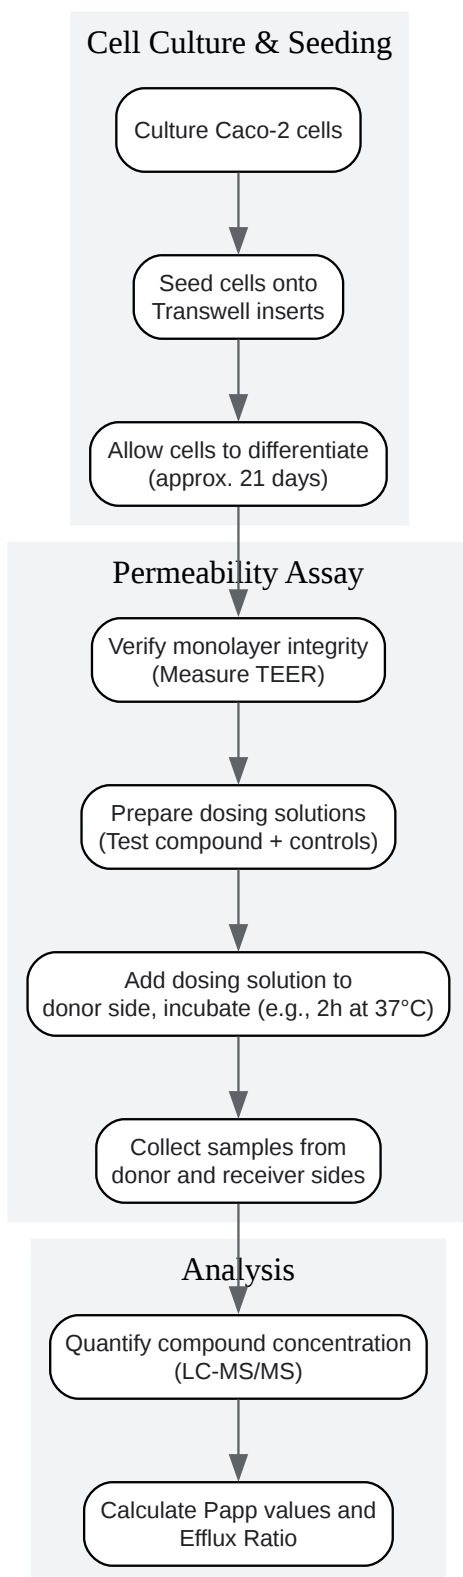 Cell Culture & Seeding
Culture Caco-2 cells
Seed cells onto
Transwell inserts
Allow cells to differentiate
(approx. 21 days)
Permeability Assay
Verify monolayer integrity
(Measure TEER)
Prepare dosing solutions
(Test compound + controls)
Add dosing solution to
donor side, incubate (e.g., 2h at 37°C)
Collect samples from
donor and receiver sides
Analysis
Quantify compound concentration
(LC-MS/MS)
Calculate Papp values and
Efflux Ratio